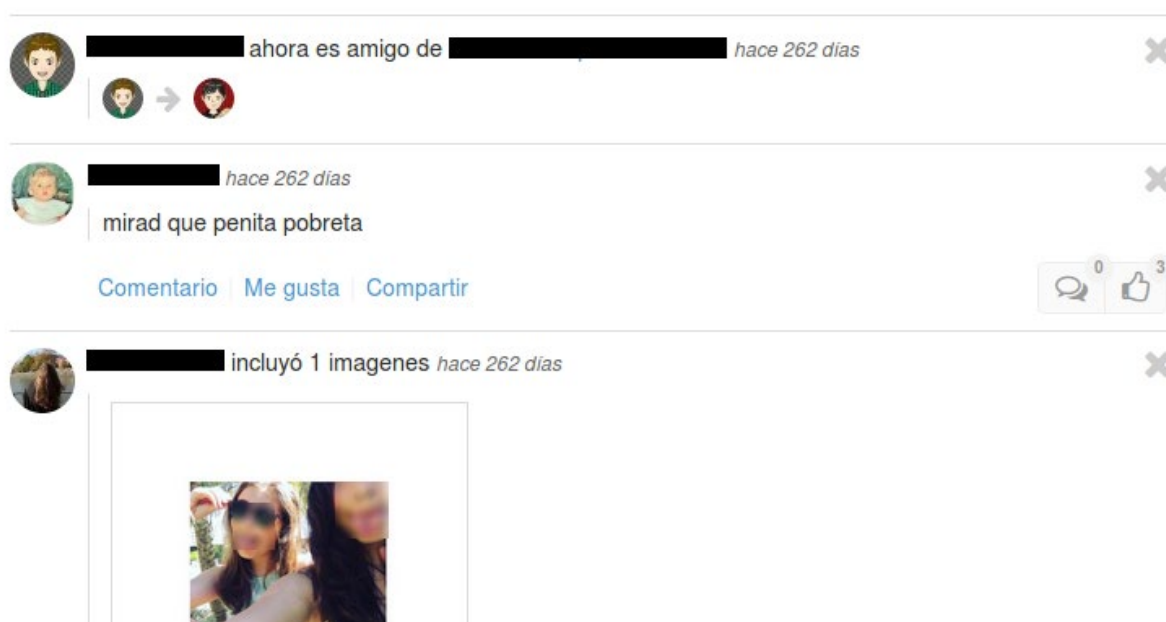 ahora es amigo de hace 262 días
hace 262 días
mirad que penita pobreta
Comentario Me gusta Compartir 0 3
incluyó 1 imagenes hace 262 días